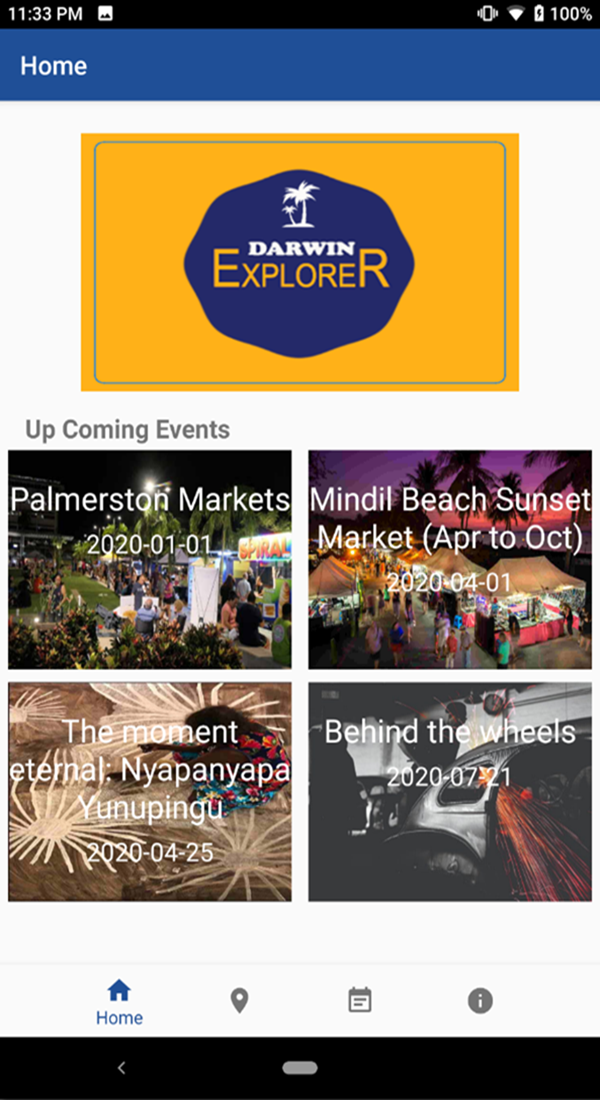 11:33 PM
100%
Home
DARWIN
EXPLORER
Up Coming Events
Palmerston Markets
2020-01-01
SPIRAL
Mindil Beach Sunset
Market (Apr to Oct)
2020-04-01
The moment
eternal: Nyapanyapa
Yunupingu
2020-04-25
Behind the wheels
2020-07-21
Home